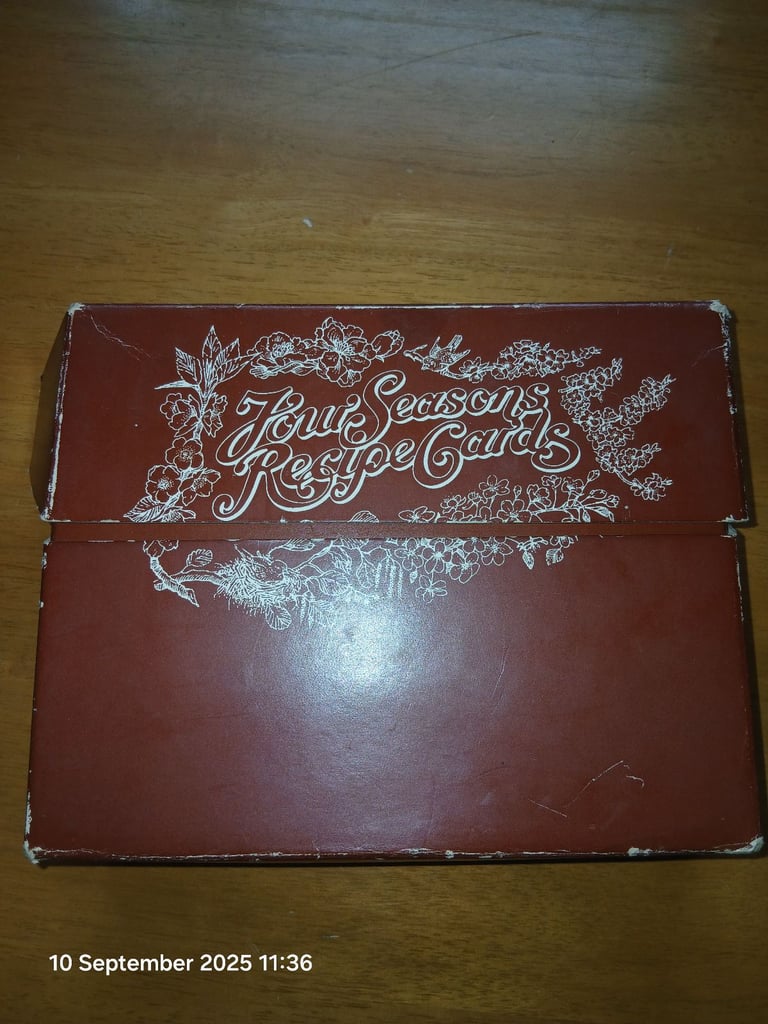 Four Seasons
Recipe Cards
10 September 2025 11:36